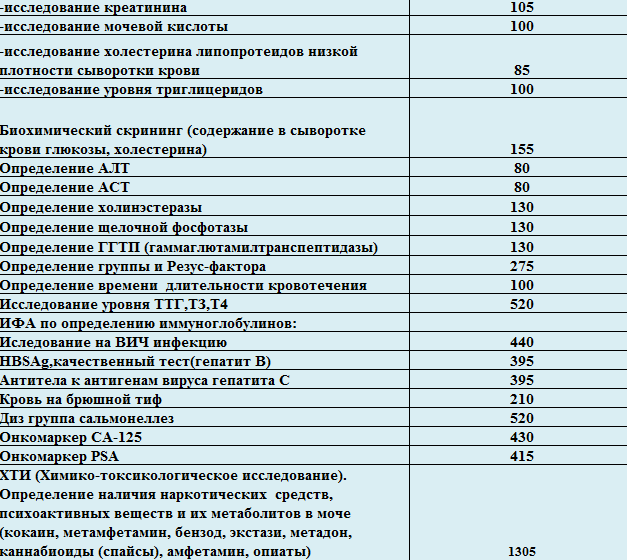 -исследование креатинина 105
-исследование мочевой кислоты 100
-исследование холестерина липопротеидов низкой
плотности сыворотки крови 85
-исследование уровня триглицеридов 100
Биохимический скрининг (содержание в сыворотке
крови глюкозы, холестерина) 155
Определение АЛТ 80
Определение АСТ 80
Определение холинэстеразы 130
Определение щелочной фосфотазы 130
Определение ГГТП (гаммаглютамилтранспептидазы) 130
Определение группы и Резус-фактора 275
Определение времени длительности кровотечения 100
Исследование уровня ТТГ,Т3,Т4 520
ИФА по определению иммуноглобулинов:
Иследование на ВИЧ инфекцию 440
HBSAg,качественный тест(гепатит В) 395
Антитела к антигенам вируса гепатита С 395
Кровь на брюшной тиф 210
Диз группа сальмонеллез 520
Онкомаркер СА-125 430
Онкомаркер PSA 415
ХТИ (Химико-токсикологическое исследование).
Определение наличия наркотических средств,
психоактивных веществ и их метаболитов в моче
(кокаин, метамфетамин, бензод, экстази, метадон,
каннабиоиды (спайсы), амфетамин, опиаты) 1305